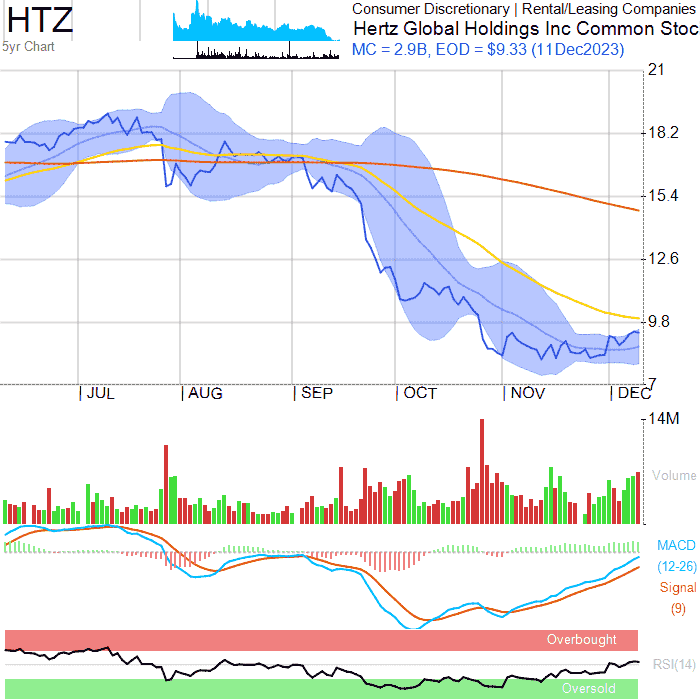 HTZ
5yr Chart
Consumer Discretionary | Rental/Leasing Companies
Hertz Global Holdings Inc Common Stoc
MC = 2.9B, EOD = $9.33 (11Dec2023)
21
18.2
15.4
12.6
9.8
7
JUL AUG SEP OCT NOV DEC
14M
Volume
MACD
(12-26)
Signal
(9)
Overbought
RSI(14)
Oversold